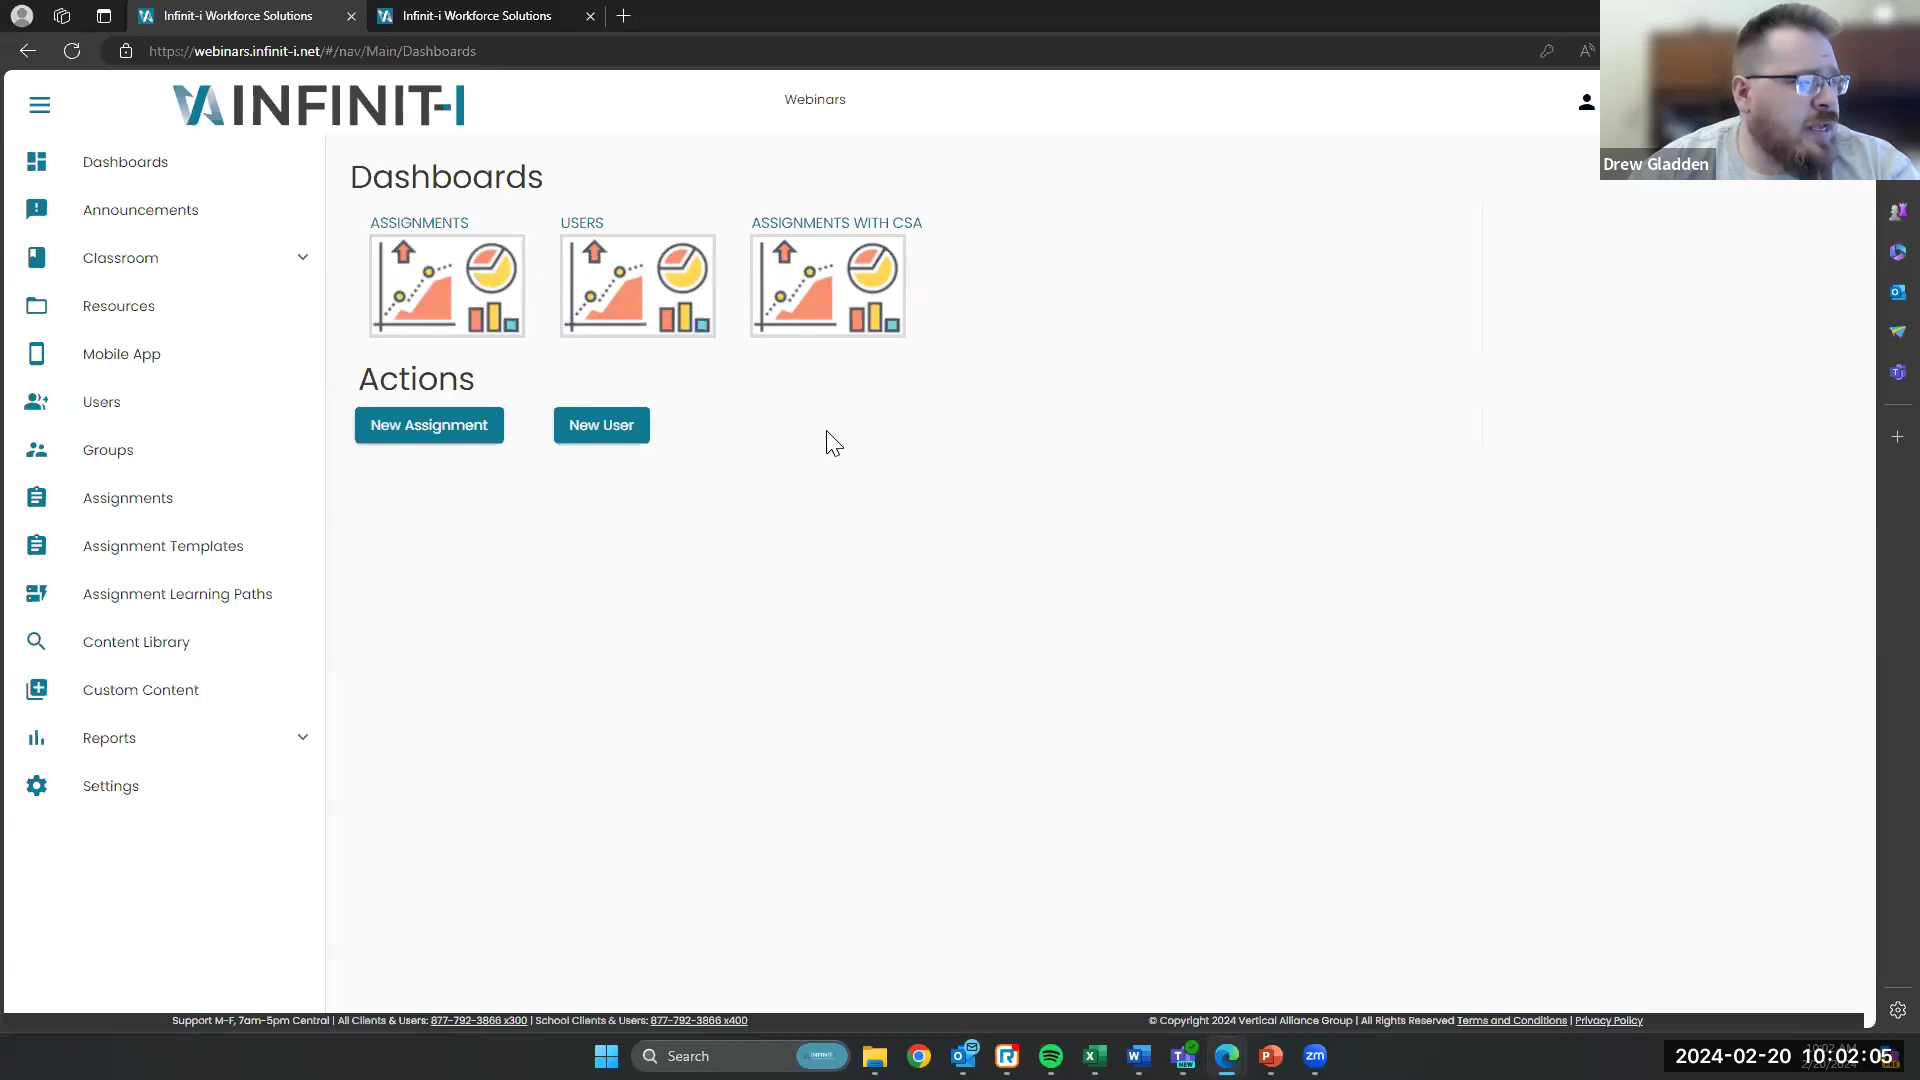 Infinit-i Workforce Solutions
Infinit-i Workforce Solutions
https://webinars.infinit-i.net/#/nav/Main/Dashboards
INFINIT-I
Webinars
Drew Gladden
Dashboards
Announcements
Classroom
Resources
Mobile App
Users
Groups
Assignments
Assignment Templates
Assignment Learning Paths
Content Library
Custom Content
Reports
Settings
Dashboards
ASSIGNMENTS
USERS
ASSIGNMENTS WITH CSA
Actions
New Assignment
New User
Support M-F, 7am-5pm Central | All Clients & Users: 877-792-3866 x300 | School Clients & Users: 877-792-3866 x400
© Copyright 2024 Vertical Alliance Group | All Rights Reserved Terms and Conditions | Privacy Policy
Search
2024-02-20 10:02:05